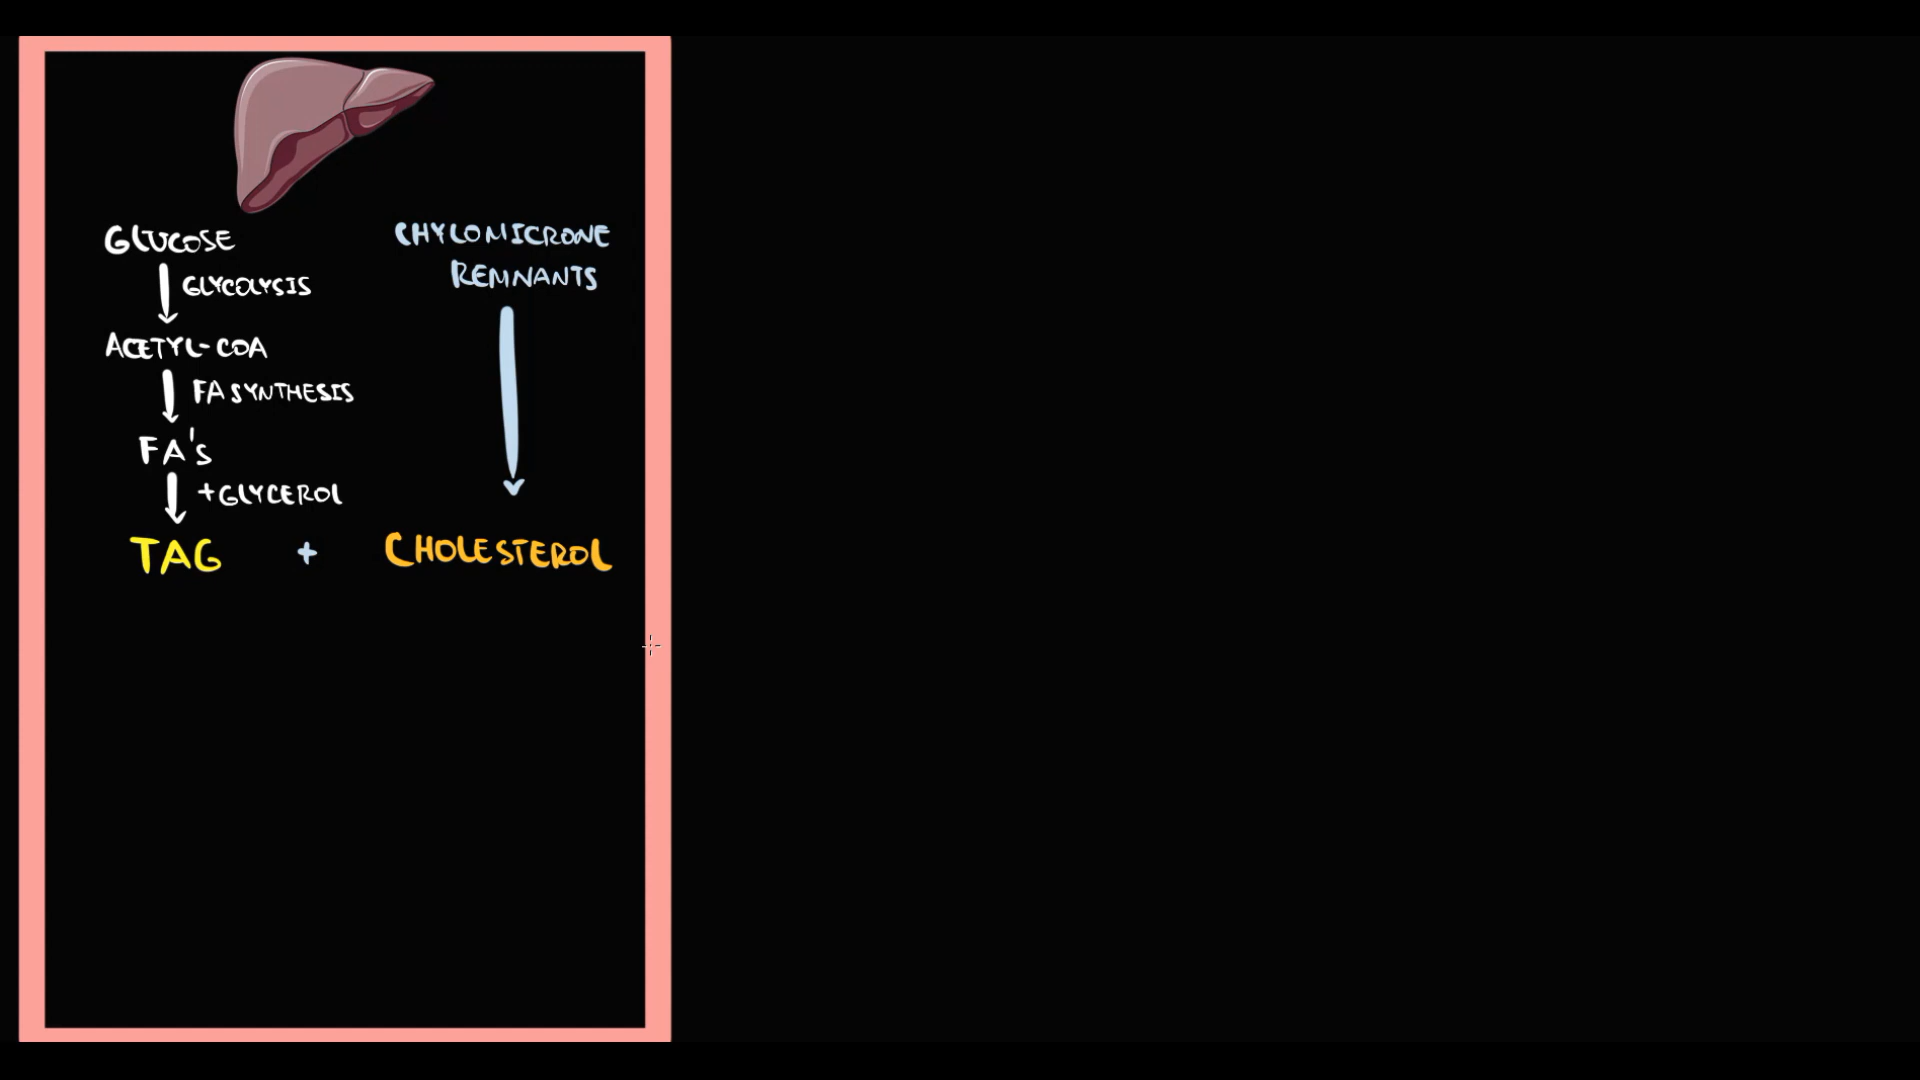 GLUCOSE
GLYCOLYSIS
ACETYL-COA
FA SYNTHESIS
FA's
+GLYCEROL
TAG + CHOLESTEROL
CHYLOMICRONE
REMNANTS